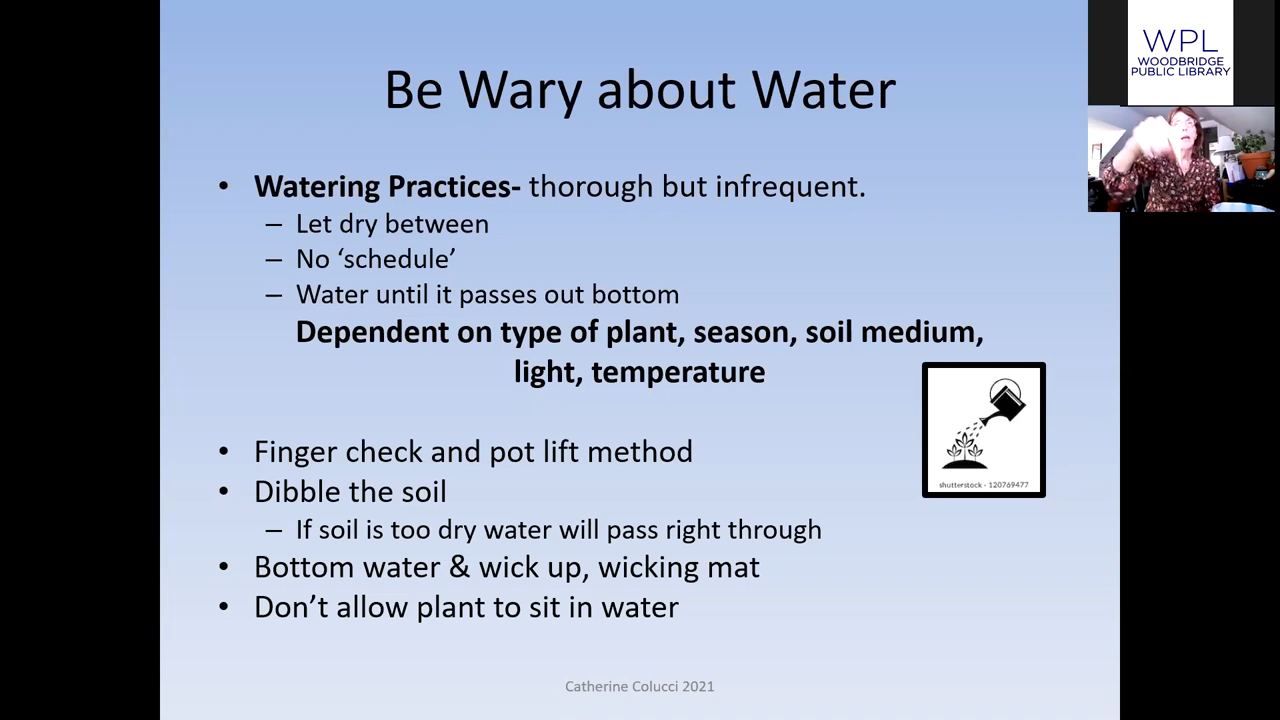 Be Wary about Water
• Watering Practices- thorough but infrequent.
– Let dry between
– No ‘schedule’
– Water until it passes out bottom
Dependent on type of plant, season, soil medium,
light, temperature
• Finger check and pot lift method
• Dibble the soil
– If soil is too dry water will pass right through
• Bottom water & wick up, wicking mat
• Don’t allow plant to sit in water
shutterstock · 120769477
Catherine Colucci 2021
WPL
WOODBRIDGE
PUBLIC LIBRARY